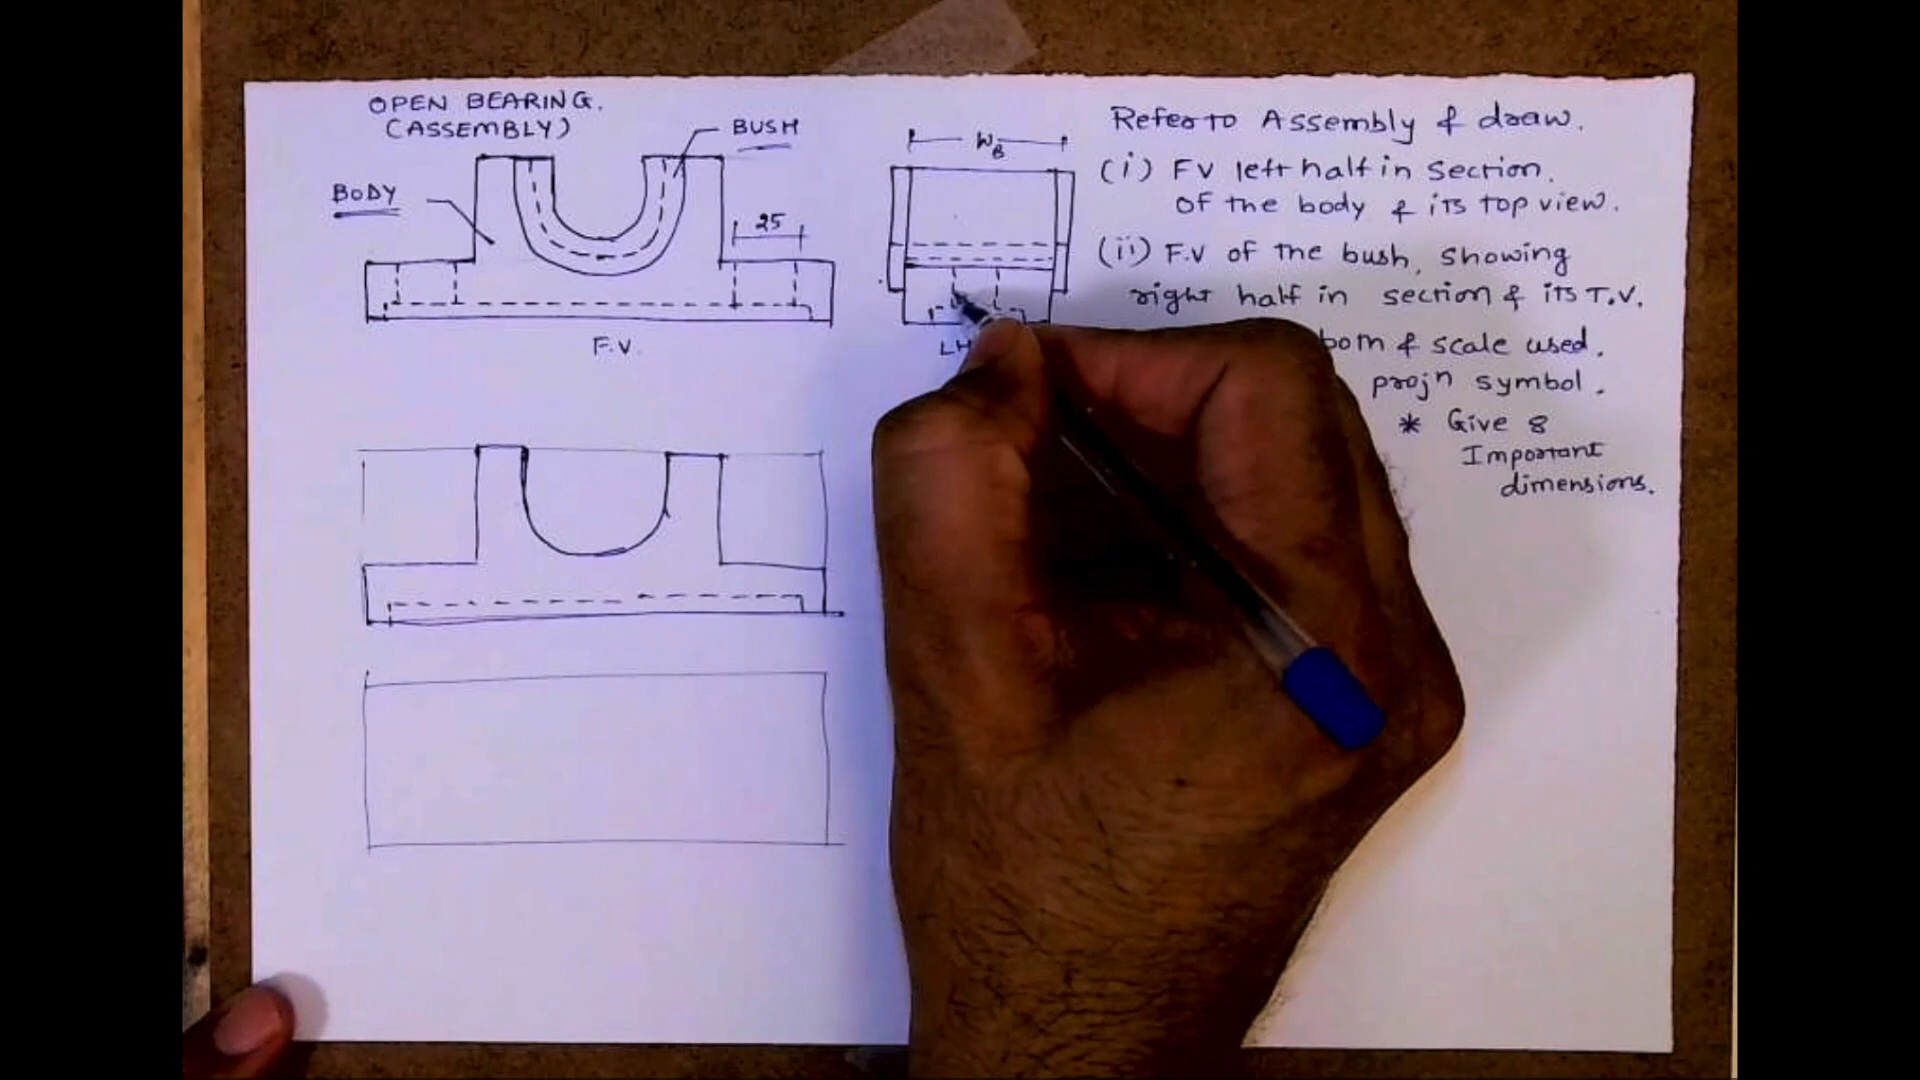 OPEN BEARING.
(ASSEMBLY)
BUSH
BODY
25
F.V.
WB
LH
Refer to Assembly & draw.
(i) FV left half in section.
of the body & its top view.
(ii) F.V of the bush, showing
right half in section & its T.V.
bom & scale used.
projn symbol.
* Give 8
Important
dimensions.